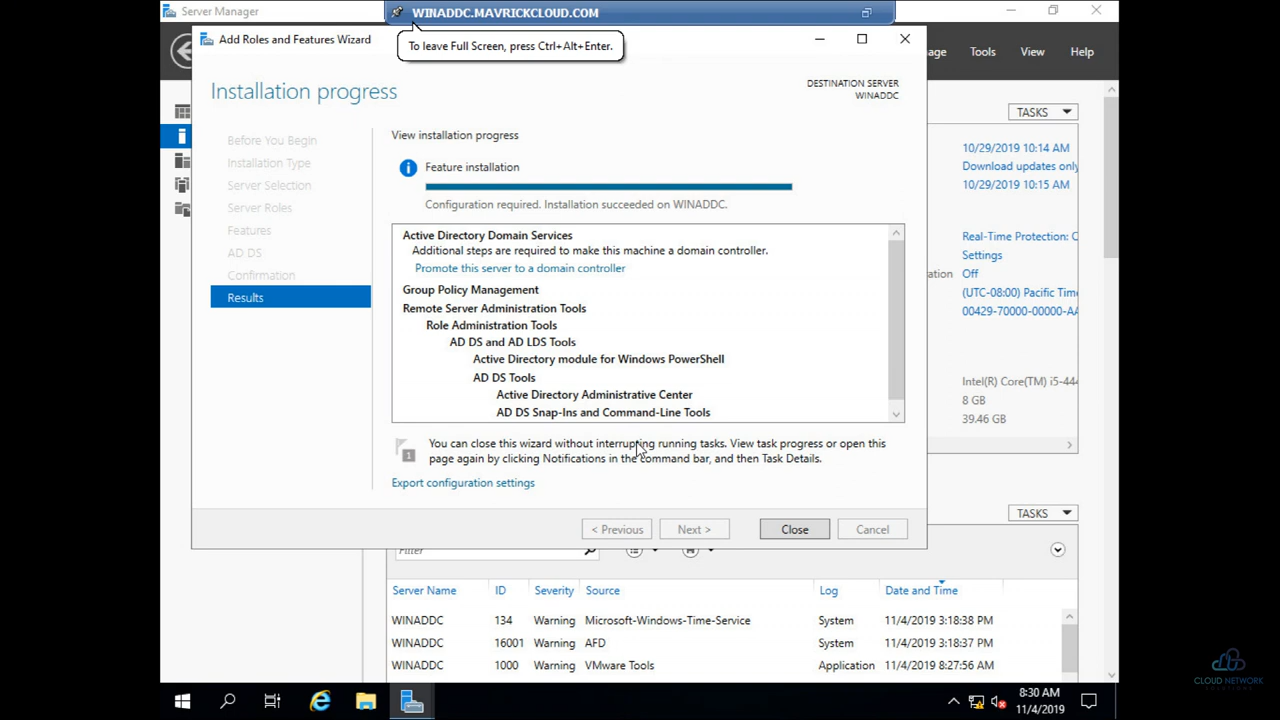 Server Manager
WINADDC.MAVRICKCLOUD.COM
To leave Full Screen, press Ctrl+Alt+Enter.
Add Roles and Features Wizard
Tools
View
Help
Installation progress
DESTINATION SERVER
WINADDC
TASKS
Before You Begin
Installation Type
Server Selection
Server Roles
Features
AD DS
Confirmation
Results
View installation progress
Feature installation
Configuration required. Installation succeeded on WINADDC.
Active Directory Domain Services
Additional steps are required to make this machine a domain controller.
Promote this server to a domain controller
Group Policy Management
Remote Server Administration Tools
Role Administration Tools
AD DS and AD LDS Tools
Active Directory module for Windows PowerShell
AD DS Tools
Active Directory Administrative Center
AD DS Snap-Ins and Command-Line Tools
1
You can close this wizard without interrupting running tasks. View task progress or open this
page again by clicking Notifications in the command bar, and then Task Details.
Export configuration settings
< Previous
Next >
Close
Cancel
10/29/2019 10:14 AM
Download updates only
10/29/2019 10:15 AM
Real-Time Protection:
Settings
Off
(UTC-08:00) Pacific Tim
00429-70000-00000-AA
Intel(R) Core(TM) i5-44
8 GB
39.46 GB
TASKS
Filter
Server Name ID Severity Source Log Date and Time
WINADDC 134 Warning Microsoft-Windows-Time-Service System 11/4/2019 3:18:38 PM
WINADDC 16001 Warning AFD System 11/4/2019 3:18:37 PM
WINADDC 1000 Warning VMware Tools Application 11/4/2019 8:27:56 AM
8:30 AM
11/4/2019
CLOUD NETWORK